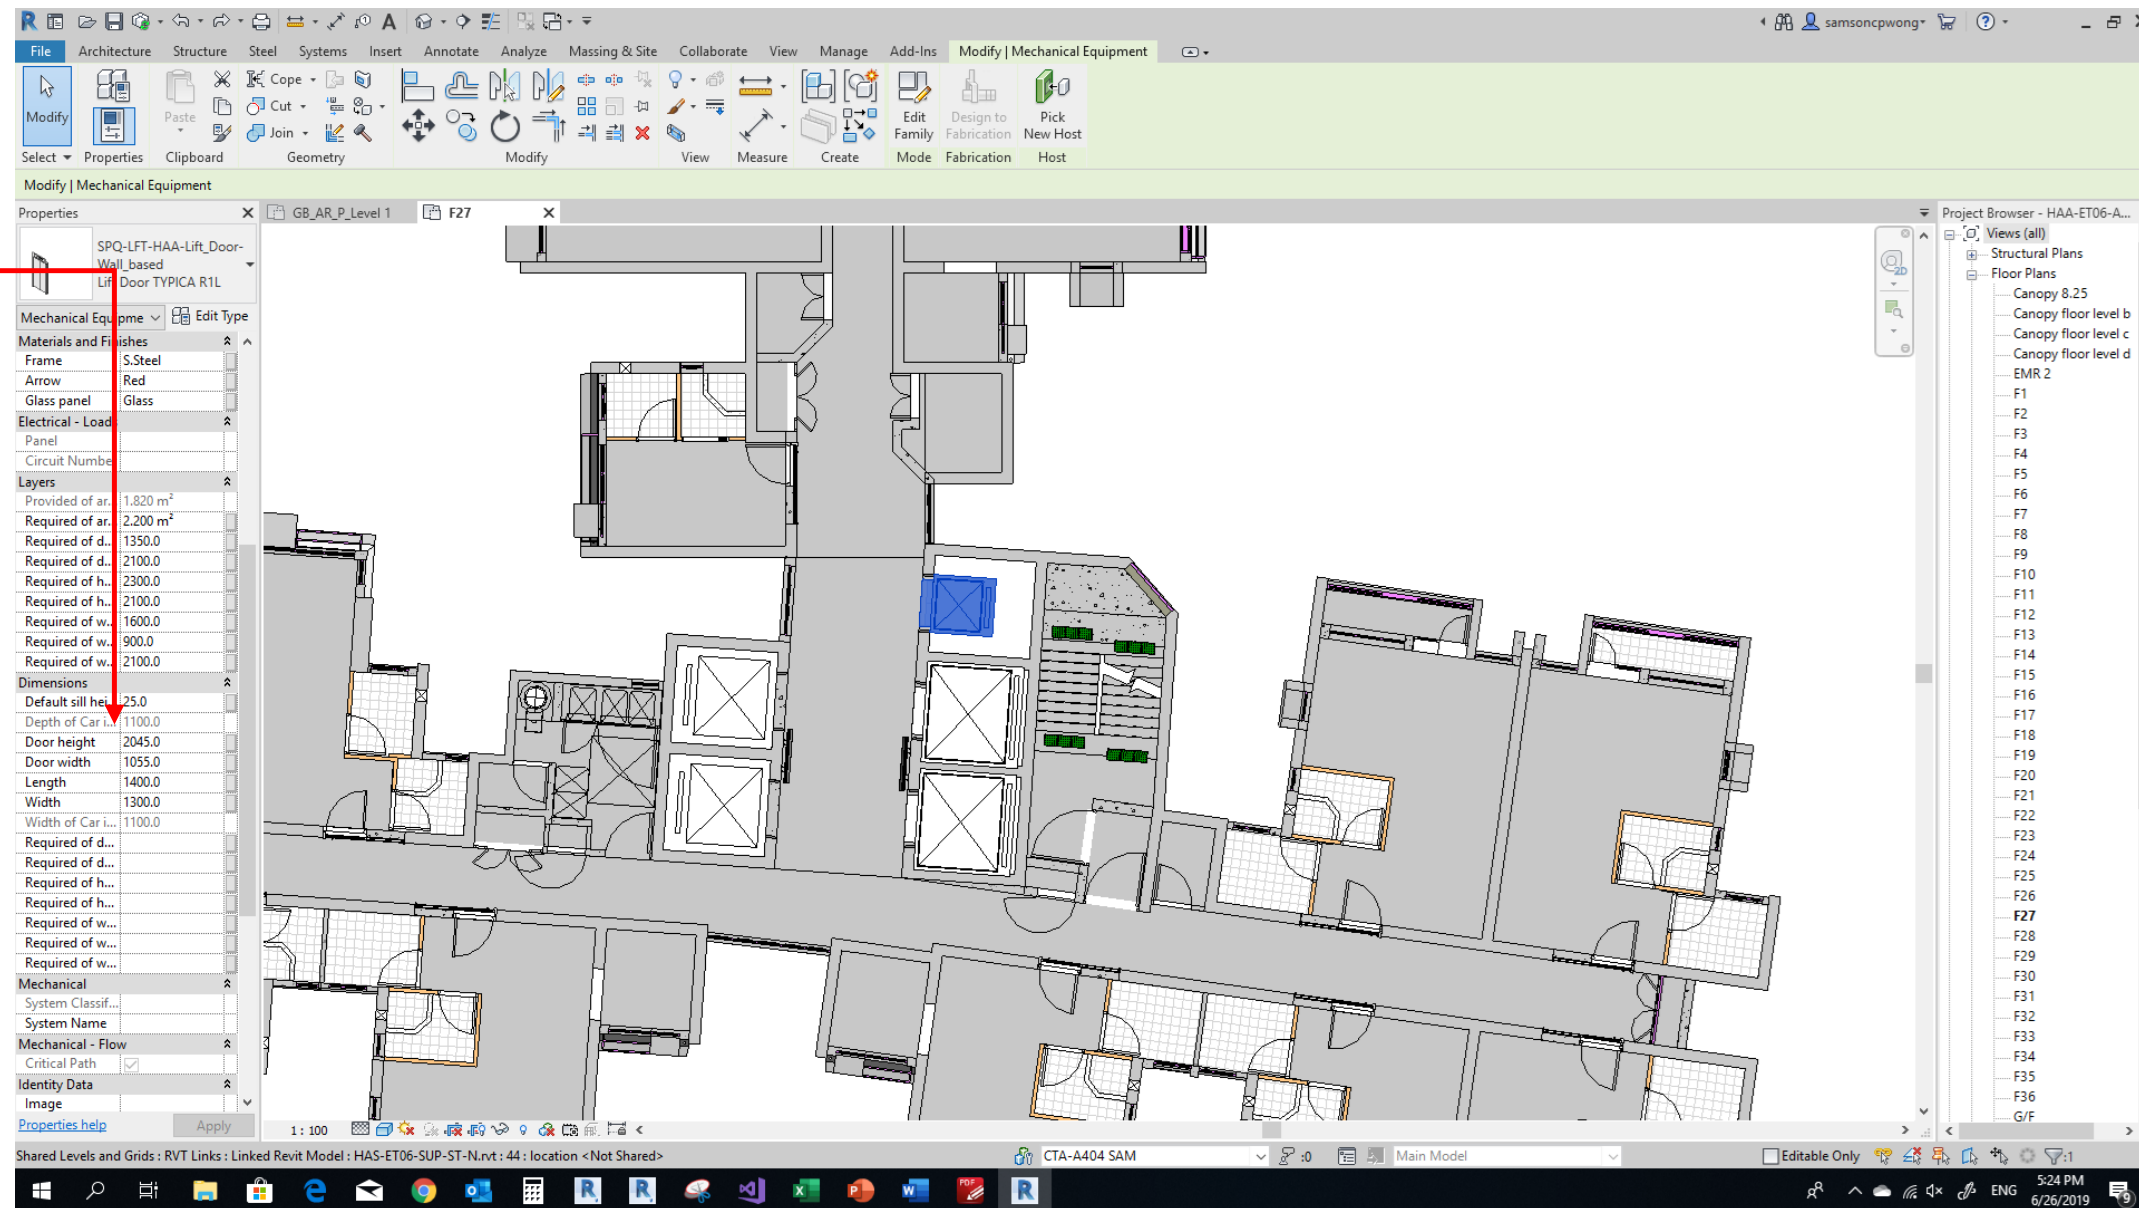 samsoncpwong
File Architecture Structure Steel Systems Insert Annotate Analyze Massing & Site Collaborate View Manage Add-Ins Modify | Mechanical Equipment
Modify
Paste
Cope
Cut
Join
Edit Family
Design to Fabrication
Pick New Host
Select Properties Clipboard Geometry Modify View Measure Create Mode Fabrication Host
Modify | Mechanical Equipment
Properties
GB_AR_P_Level 1
F27
SPQ-LFT-HAA-Lift_Door-
Wall_based
Lift Door TYPICA R1L
Mechanical Equipme
Edit Type
Materials and Finishes
Frame S.Steel
Arrow Red
Glass panel Glass
Electrical - Loads
Panel
Circuit Numbe
Layers
Provided of ar... 1.820 m²
Required of ar... 2.200 m²
Required of d... 1350.0
Required of d... 2100.0
Required of h... 2300.0
Required of h... 2100.0
Required of w... 1600.0
Required of w... 900.0
Required of w... 2100.0
Dimensions
Default sill hei... 25.0
Depth of Car i... 1100.0
Door height 2045.0
Door width 1055.0
Length 1400.0
Width 1300.0
Width of Car i... 1100.0
Required of d...
Required of d...
Required of h...
Required of h...
Required of w...
Required of w...
Required of w...
Mechanical
System Classif...
System Name
Mechanical - Flow
Critical Path
Identity Data
Image
Properties help
Apply
2D
Project Browser - HAA-ET06-A...
Views (all)
Structural Plans
Floor Plans
Canopy 8.25
Canopy floor level b
Canopy floor level c
Canopy floor level d
EMR 2
F1
F2
F3
F4
F5
F6
F7
F8
F9
F10
F11
F12
F13
F14
F15
F16
F17
F18
F19
F20
F21
F22
F23
F24
F25
F26
F27
F28
F29
F30
F31
F32
F33
F34
F35
F36
G/F
1 : 100
Shared Levels and Grids : RVT Links : Linked Revit Model : HAS-ET06-SUP-ST-N.rvt : 44 : location <Not Shared>
CTA-A404 SAM
:0
Main Model
Editable Only
:1
ENG
5:24 PM
6/26/2019